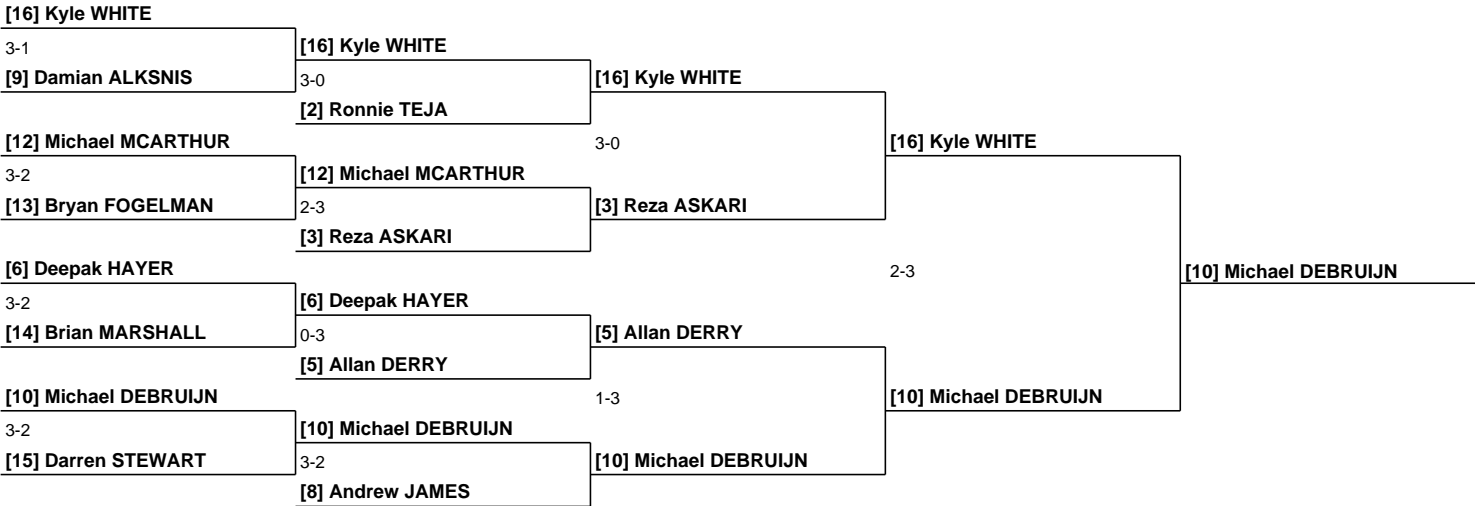 [16] Kyle WHITE
3-1
[16] Kyle WHITE
[9] Damian ALKSNIS
3-0
[16] Kyle WHITE
[2] Ronnie TEJA
[12] Michael MCARTHUR
3-0
[16] Kyle WHITE
3-2
[12] Michael MCARTHUR
[13] Bryan FOGELMAN
2-3
[3] Reza ASKARI
[3] Reza ASKARI
[6] Deepak HAYER
2-3
[10] Michael DEBRUIJN
3-2
[6] Deepak HAYER
[14] Brian MARSHALL
0-3
[5] Allan DERRY
[5] Allan DERRY
[10] Michael DEBRUIJN
1-3
[10] Michael DEBRUIJN
3-2
[10] Michael DEBRUIJN
[15] Darren STEWART
3-2
[10] Michael DEBRUIJN
[8] Andrew JAMES